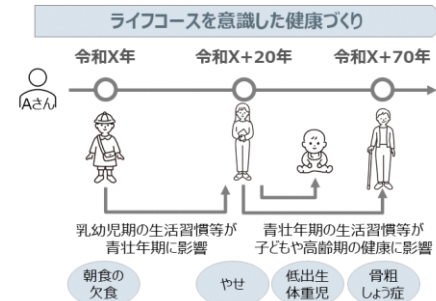 ライフコースを意識した健康づくり
令和X年
令和X+20年
令和X+70年
Aさん
乳幼児期の生活習慣等が
青壮年期に影響
青壮年期の生活習慣等が
子どもや高齢期の健康に影響
朝食の
欠食
やせ
低出生
体重児
骨粗
しょう症